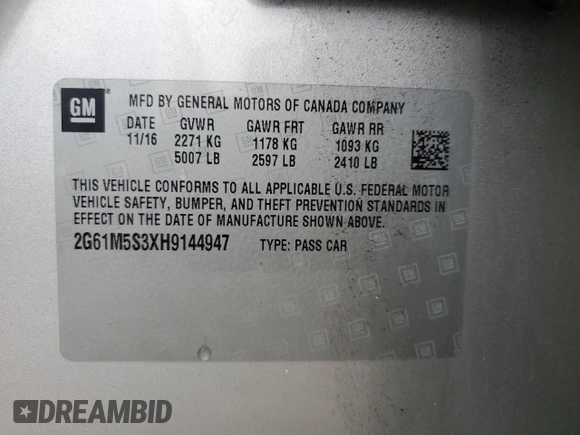 GM
MFD BY GENERAL MOTORS OF CANADA COMPANY
DATE GVWR GAWR FRT GAWR RR
11/16 2271 KG 1178 KG 1093 KG
5007 LB 2597 LB 2410 LB
THIS VEHICLE CONFORMS TO ALL APPLICABLE U.S. FEDERAL MOTOR
VEHICLE SAFETY, BUMPER, AND THEFT PREVENTION STANDARDS IN
EFFECT ON THE DATE OF MANUFACTURE SHOWN ABOVE.
2G61M5S3XH9144947 TYPE: PASS CAR
DREAMBID